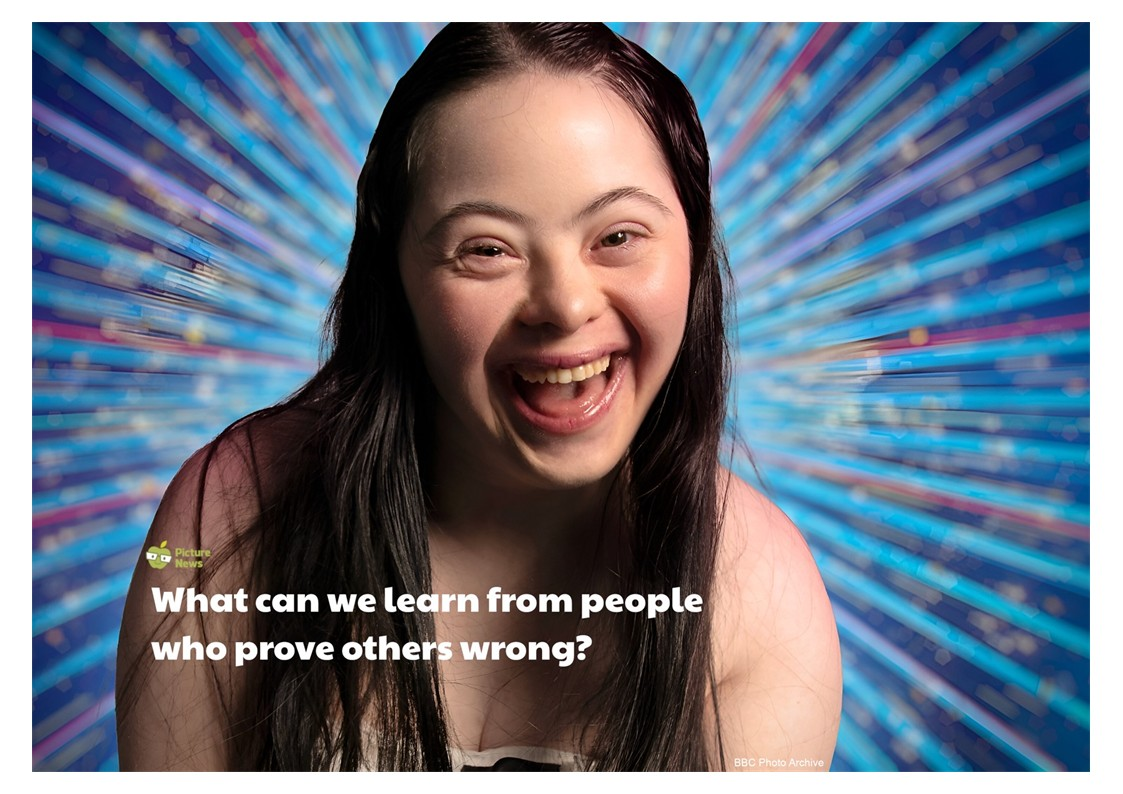 Picture
News
What can we learn from people
who prove others wrong?
BBC Photo Archive